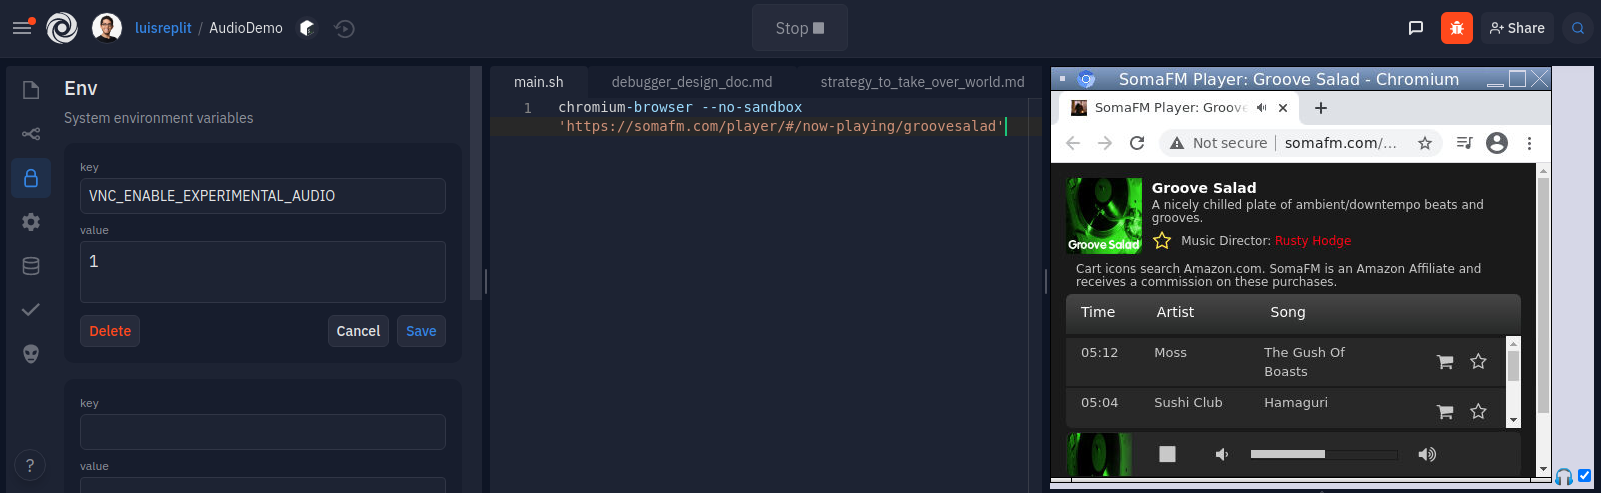 luisreplit / AudioDemo
Stop
Share
Env
System environment variables
key
VNC_ENABLE_EXPERIMENTAL_AUDIO
value
1
Delete
Cancel
Save
key
value
?
main.sh
debugger_design_doc.md
strategy_to_take_over_world.md
1 chromium-browser --no-sandbox
'https://somafm.com/player/#/now-playing/groovesalad'
SomaFM Player: Groove Salad - Chromium
SomaFM Player: Groove
Not secure
somafm.com/...
Groove Salad
Groove Salad
A nicely chilled plate of ambient/downtempo beats and
grooves.
Music Director: Rusty Hodge
Cart icons search Amazon.com. SomaFM is an Amazon Affiliate and
receives a commission on these purchases.
Time Artist Song
05:12 Moss The Gush Of
Boasts
05:04 Sushi Club Hamaguri